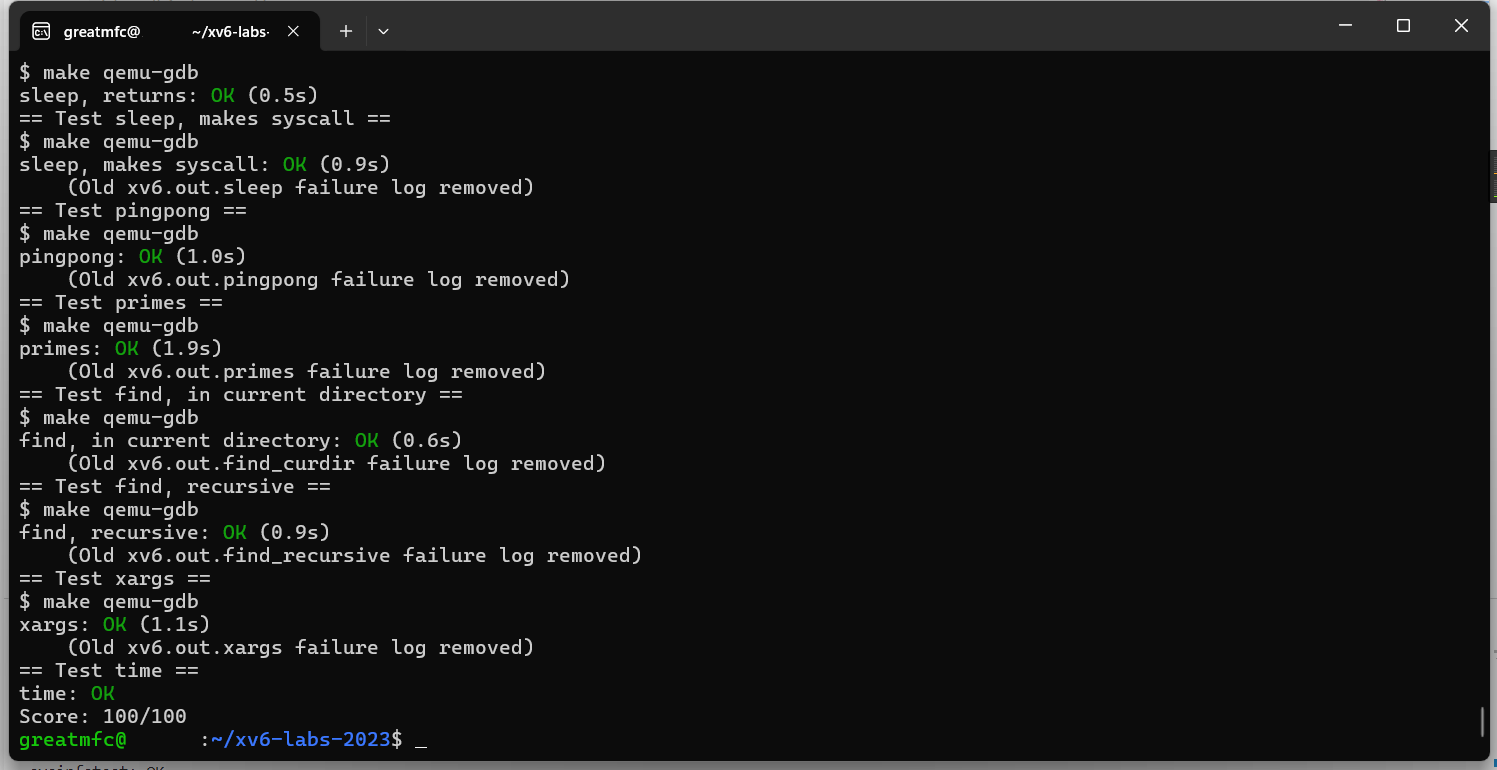 greatmfc@ ~/xv6-labs-
$ make qemu-gdb
sleep, returns: OK (0.5s)
== Test sleep, makes syscall ==
$ make qemu-gdb
sleep, makes syscall: OK (0.9s)
    (Old xv6.out.sleep failure log removed)
== Test pingpong ==
$ make qemu-gdb
pingpong: OK (1.0s)
    (Old xv6.out.pingpong failure log removed)
== Test primes ==
$ make qemu-gdb
primes: OK (1.9s)
    (Old xv6.out.primes failure log removed)
== Test find, in current directory ==
$ make qemu-gdb
find, in current directory: OK (0.6s)
    (Old xv6.out.find_curdir failure log removed)
== Test find, recursive ==
$ make qemu-gdb
find, recursive: OK (0.9s)
    (Old xv6.out.find_recursive failure log removed)
== Test xargs ==
$ make qemu-gdb
xargs: OK (1.1s)
    (Old xv6.out.xargs failure log removed)
== Test time ==
time: OK
Score: 100/100
greatmfc@ :~/xv6-labs-2023$ _